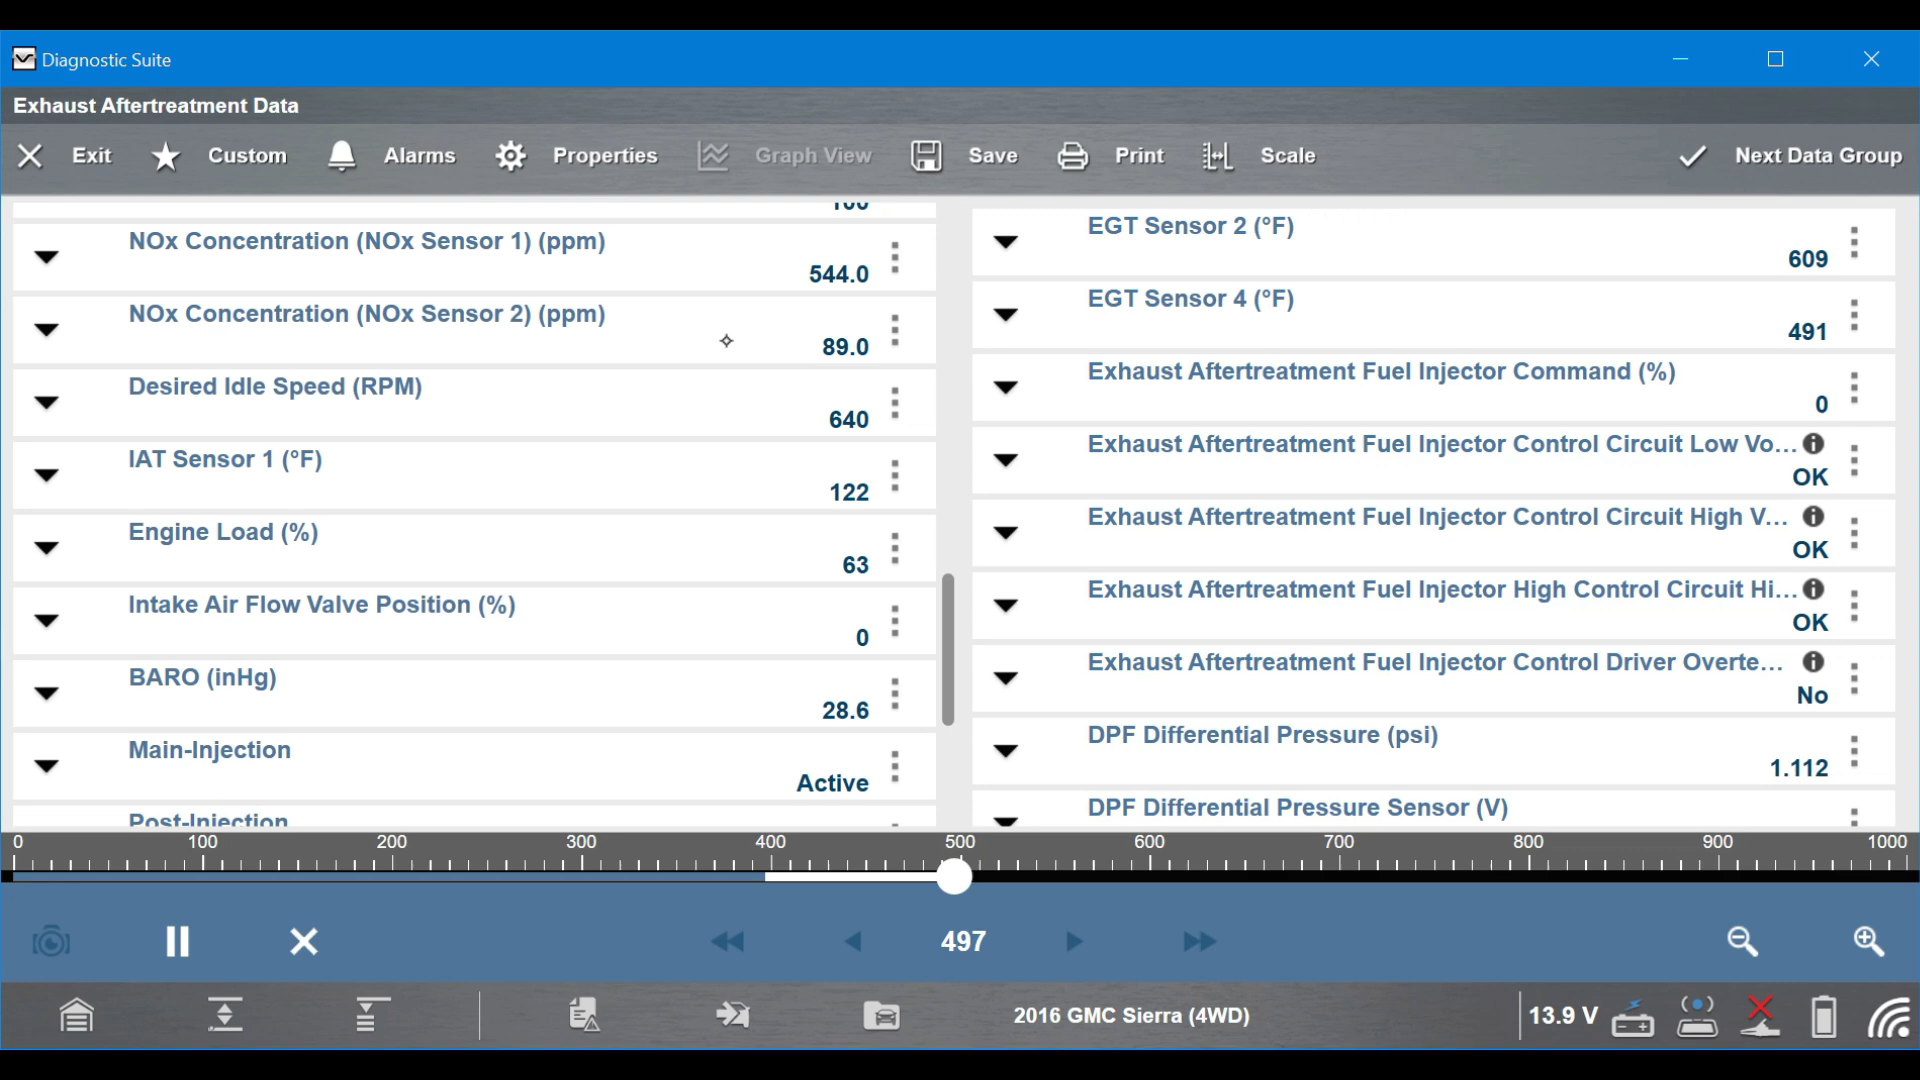 Diagnostic Suite
Exhaust Aftertreatment Data
Exit Custom Alarms Properties Graph View Save Print Scale Next Data Group
NOx Concentration (NOx Sensor 1) (ppm)
544.0
NOx Concentration (NOx Sensor 2) (ppm)
89.0
Desired Idle Speed (RPM)
640
IAT Sensor 1 (°F)
122
Engine Load (%)
63
Intake Air Flow Valve Position (%)
0
BARO (inHg)
28.6
Main-Injection
Active
Post-Injection
EGT Sensor 2 (°F)
609
EGT Sensor 4 (°F)
491
Exhaust Aftertreatment Fuel Injector Command (%)
0
Exhaust Aftertreatment Fuel Injector Control Circuit Low Vo...
OK
Exhaust Aftertreatment Fuel Injector Control Circuit High V...
OK
Exhaust Aftertreatment Fuel Injector High Control Circuit Hi...
OK
Exhaust Aftertreatment Fuel Injector Control Driver Overte...
No
DPF Differential Pressure (psi)
1.112
DPF Differential Pressure Sensor (V)
0 100 200 300 400 500 600 700 800 900 1000
497
2016 GMC Sierra (4WD) 13.9 V